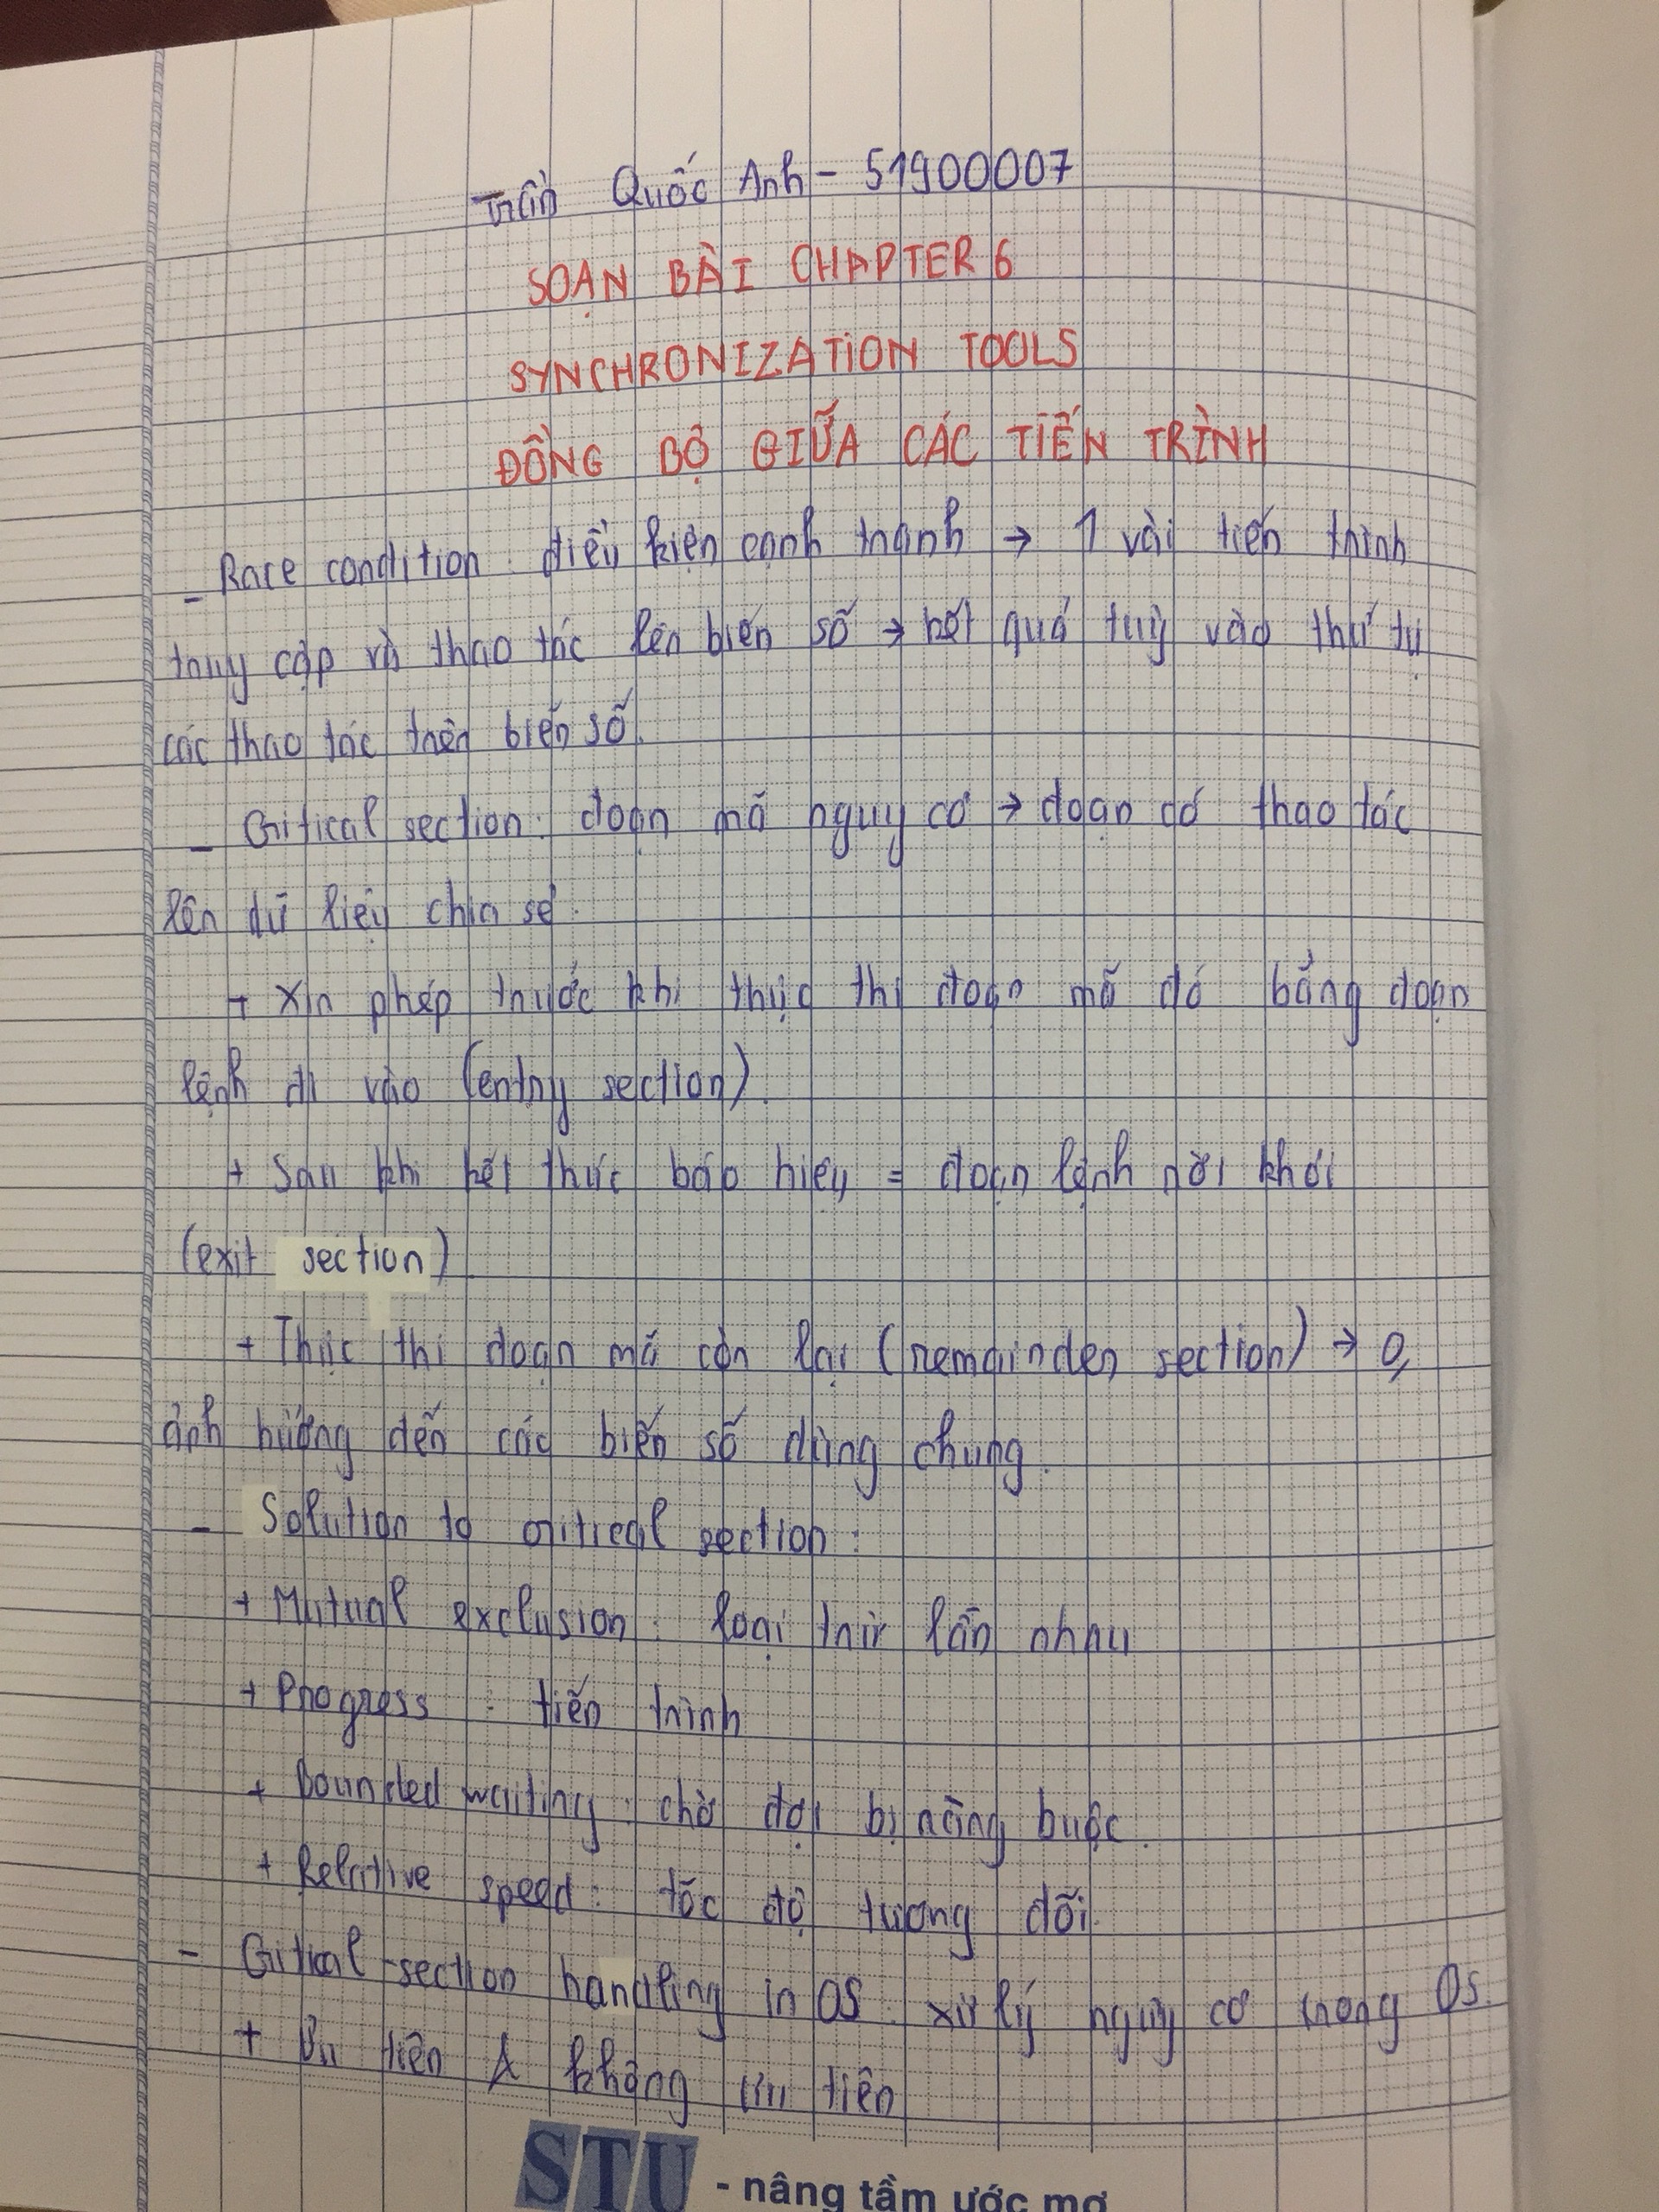 Trần Quốc Anh - 51900007
SOẠN BÀI CHAPTER 6
SYNCHRONIZATION TOOLS
ĐỒNG BỘ GIỮA CÁC TIẾN TRÌNH
- Race condition: điều kiện cạnh tranh → 1 vài tiến trình
truy cập và thao tác lên biến số → kết quả tuỳ vào thứ tự
các thao tác trên biến số.
- Critical section: đoạn mã nguy cơ → đoạn có thao tác
lên dữ liệu chia sẻ.
+ Xin phép trước khi thực thi đoạn mã đó bằng đoạn
lệnh đi vào (entry section).
+ Sau khi kết thúc báo hiệu = đoạn lệnh rời khỏi
(exit section).
+ Thực thi đoạn mã còn lại (remainder section) → 0,
ảnh hưởng đến các biến số dùng chung.
- Solution to critical section:
+ Mutual exclusion: loại trừ lẫn nhau
+ Progress: tiến trình
+ Bounded waiting: chờ đợi bị ràng buộc.
+ Relative speed: tốc độ tương đối.
- Critical-section handling in OS: xử lý nguy cơ trong OS.
+ Ưu tiên & không ưu tiên
STU - nâng tầm ước mơ